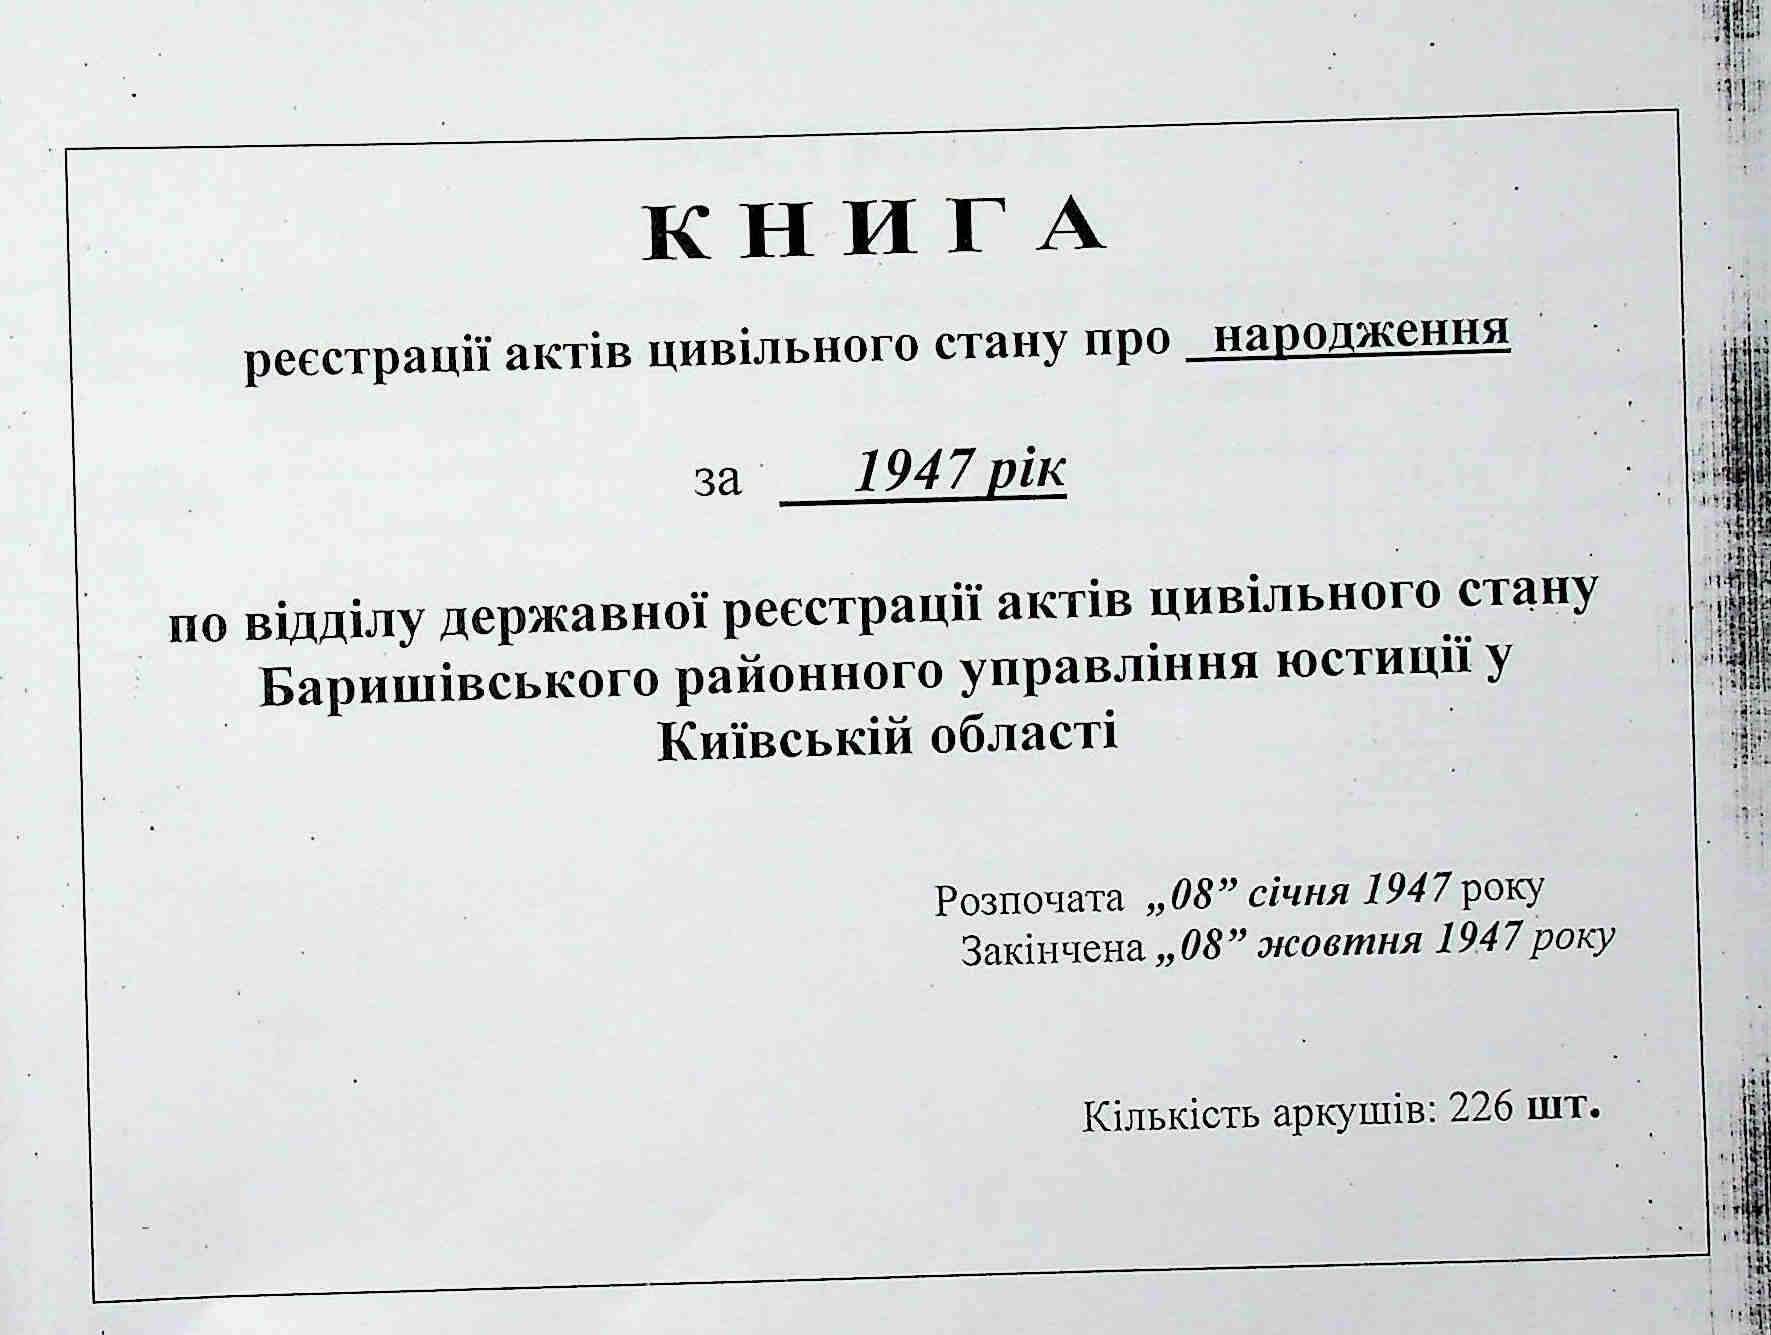 КНИГА
реєстрації актів цивільного стану про народження
за 1947 рік
по відділу державної реєстрації актів цивільного стану
Баришівського районного управління юстиції у
Київській області
Розпочата „08” січня 1947 року
Закінчена „08” жовтня 1947 року
Кількість аркушів: 226 шт.